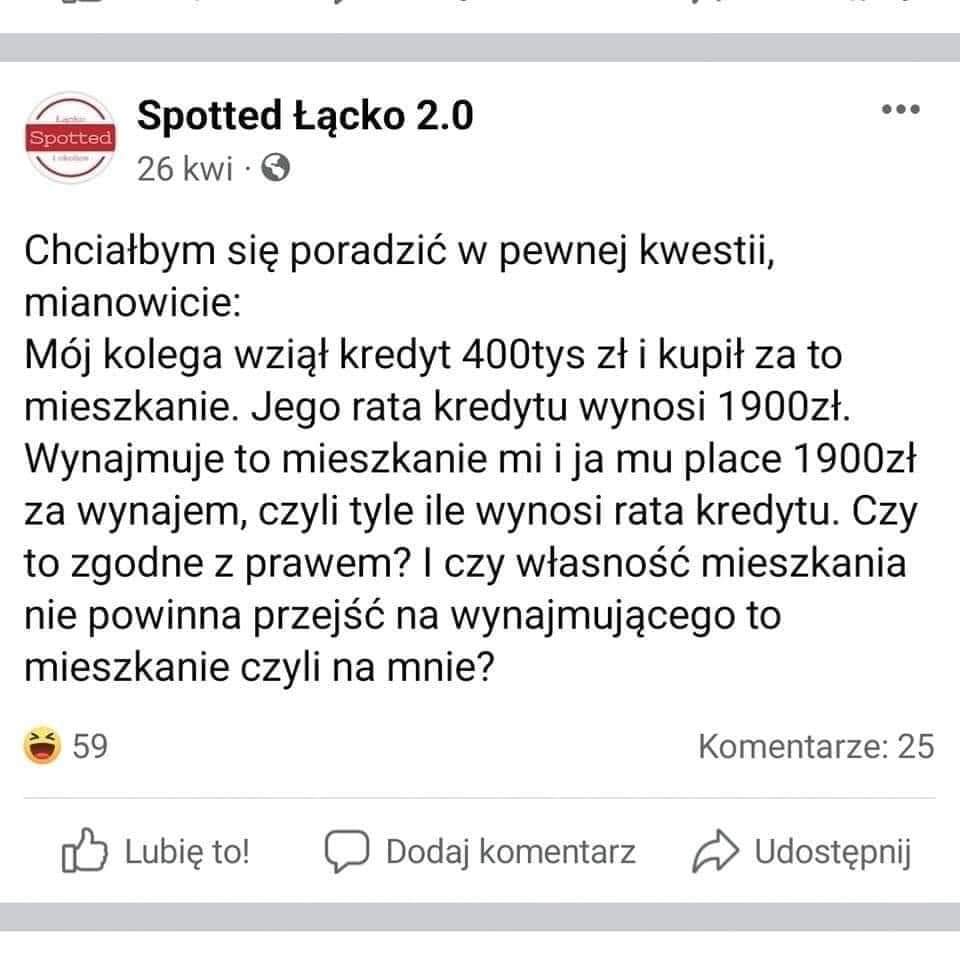 Łącko
Spotted
i okolice
Spotted Łącko 2.0
26 kwi ·
Chciałbym się poradzić w pewnej kwestii,
mianowicie:
Mój kolega wziął kredyt 400tys zł i kupił za to
mieszkanie. Jego rata kredytu wynosi 1900zł.
Wynajmuje to mieszkanie mi i ja mu place 1900zł
za wynajem, czyli tyle ile wynosi rata kredytu. Czy
to zgodne z prawem? I czy własność mieszkania
nie powinna przejść na wynajmującego to
mieszkanie czyli na mnie?
59
Komentarze: 25
Lubię to!
Dodaj komentarz
Udostępnij